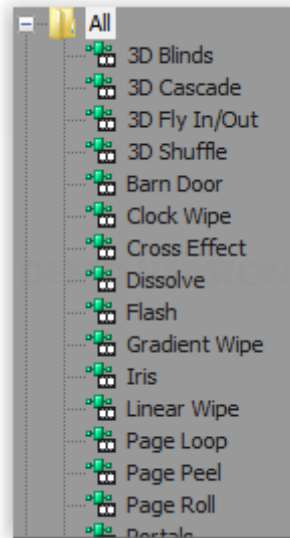 All
3D Blinds
3D Cascade
3D Fly In/Out
3D Shuffle
Barn Door
Clock Wipe
Cross Effect
Dissolve
Flash
Gradient Wipe
Iris
Linear Wipe
Page Loop
Page Peel
Page Roll
Portals